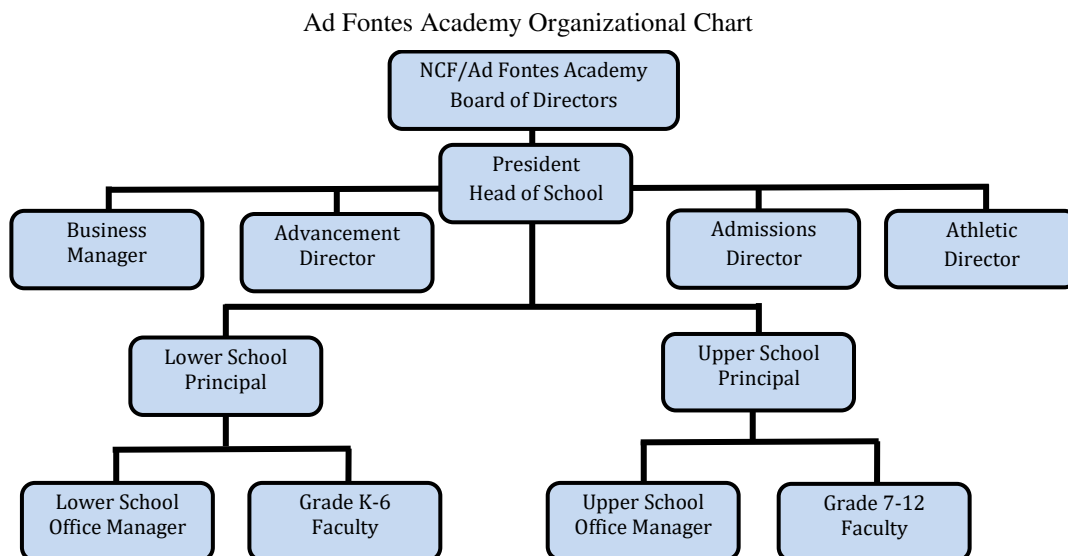 Ad Fontes Academy Organizational Chart
NCF/Ad Fontes Academy
Board of Directors
President
Head of School
Business
Manager
Advancement
Director
Admissions
Director
Athletic
Director
Lower School
Principal
Upper School
Principal
Lower School
Office Manager
Grade K-6
Faculty
Upper School
Office Manager
Grade 7-12
Faculty